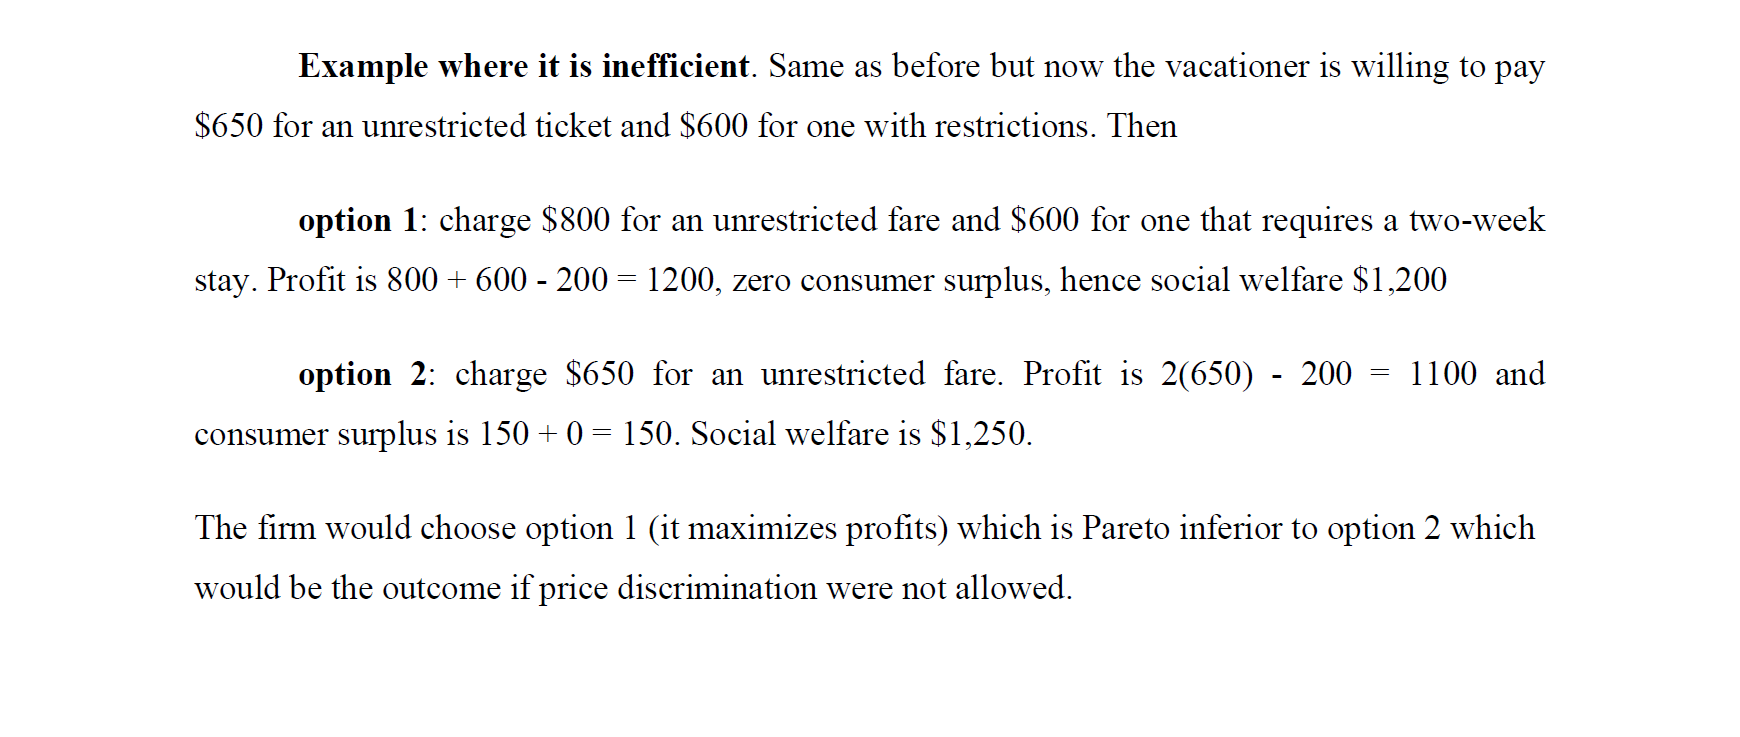 Example where it is inefficient. Same as before but now the vacationer is willing to pay
$650 for an unrestricted ticket and $600 for one with restrictions. Then
option 1: charge $800 for an unrestricted fare and $600 for one that requires a two-week
stay. Profit is 800 + 600 - 200 = 1200, zero consumer surplus, hence social welfare $1,200
option 2: charge $650 for an unrestricted fare. Profit is 2(650) - 200 = 1100 and
consumer surplus is 150 + 0 = 150. Social welfare is $1,250.
The firm would choose option 1 (it maximizes profits) which is Pareto inferior to option 2 which
would be the outcome if price discrimination were not allowed.